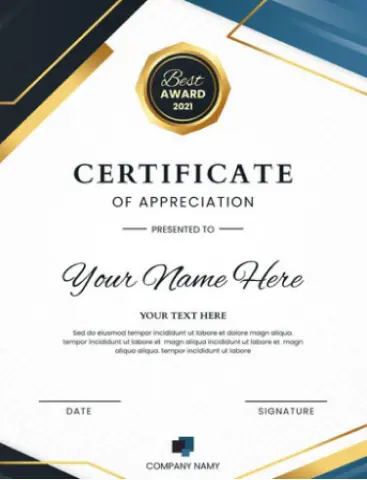 Best
AWARD
2021
CERTIFICATE
OF APPRECIATION
PRESENTED TO
Your Name Here
YOUR TEXT HERE
Sed do eiusmod tempor incididunt ut labore et dolore magn aliqua.
tempor incididunt ut labore et magn aliqua incididunt ut labore et. magn
aliqua aliqua. tempor incididunt ut labore
DATE
SIGNATURE
COMPANY NAMY